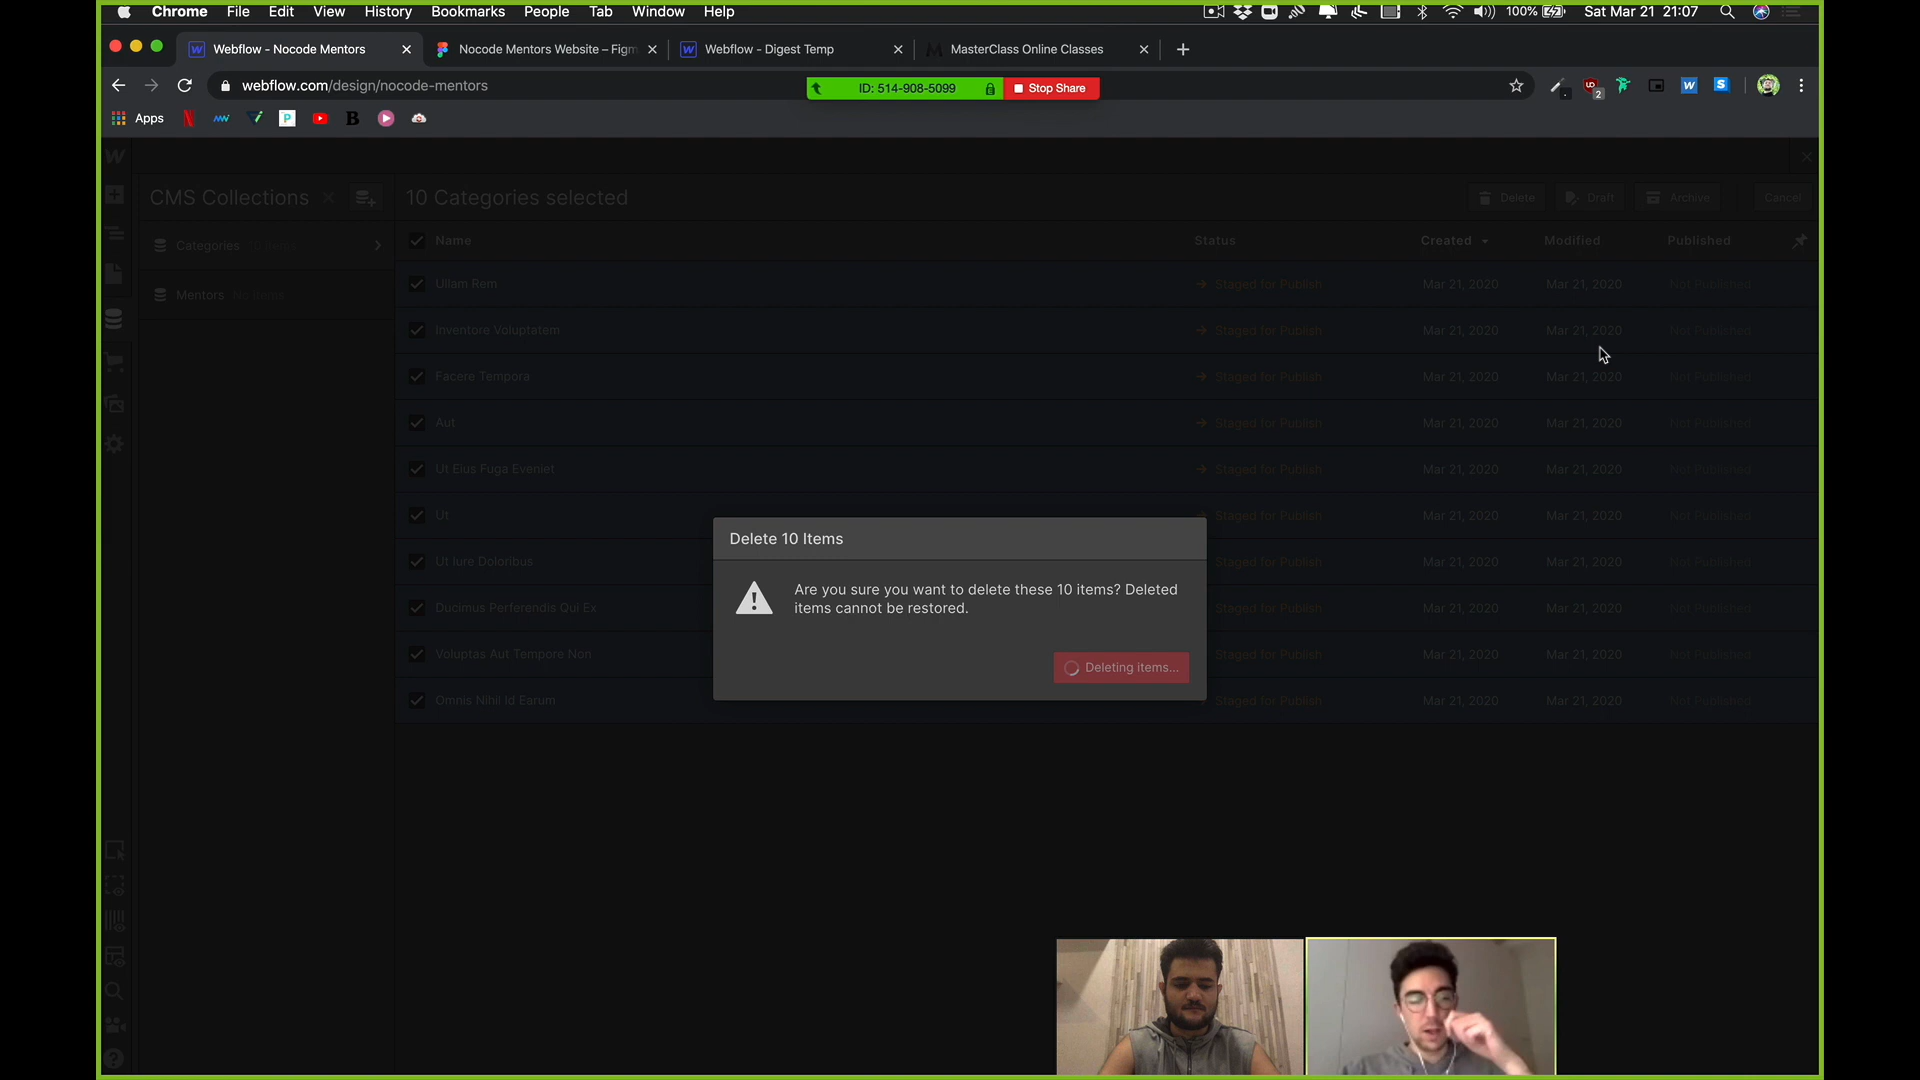 Chrome File Edit View History Bookmarks People Tab Window Help 100% Sat Mar 21 21:07
Webflow - Nocode Mentors Nocode Mentors Website – Figm Webflow - Digest Temp MasterClass Online Classes
webflow.com/design/nocode-mentors
ID: 514-908-5099 Stop Share
2
Apps
CMS Collections 10 Categories selected Delete Draft Archive Cancel
Categories 10 Items
Mentors No Items
Name Status Created Modified Published
Ullam Rem Staged for Publish Mar 21, 2020 Mar 21, 2020 Not Published
Inventore Voluptatem Staged for Publish Mar 21, 2020 Mar 21, 2020 Not Published
Facere Tempora Staged for Publish Mar 21, 2020 Mar 21, 2020 Not Published
Aut Staged for Publish Mar 21, 2020 Mar 21, 2020 Not Published
Ut Eius Fuga Eveniet Staged for Publish Mar 21, 2020 Mar 21, 2020 Not Published
Ut Staged for Publish Mar 21, 2020 Mar 21, 2020 Not Published
Ut Iure Doloribus Staged for Publish Mar 21, 2020 Mar 21, 2020 Not Published
Ducimus Perferendis Qui Ex Staged for Publish Mar 21, 2020 Mar 21, 2020 Not Published
Voluptas Aut Tempore Non Staged for Publish Mar 21, 2020 Mar 21, 2020 Not Published
Omnis Nihil Id Earum Staged for Publish Mar 21, 2020 Mar 21, 2020 Not Published
Delete 10 Items
Are you sure you want to delete these 10 items? Deleted
items cannot be restored.
Deleting items...